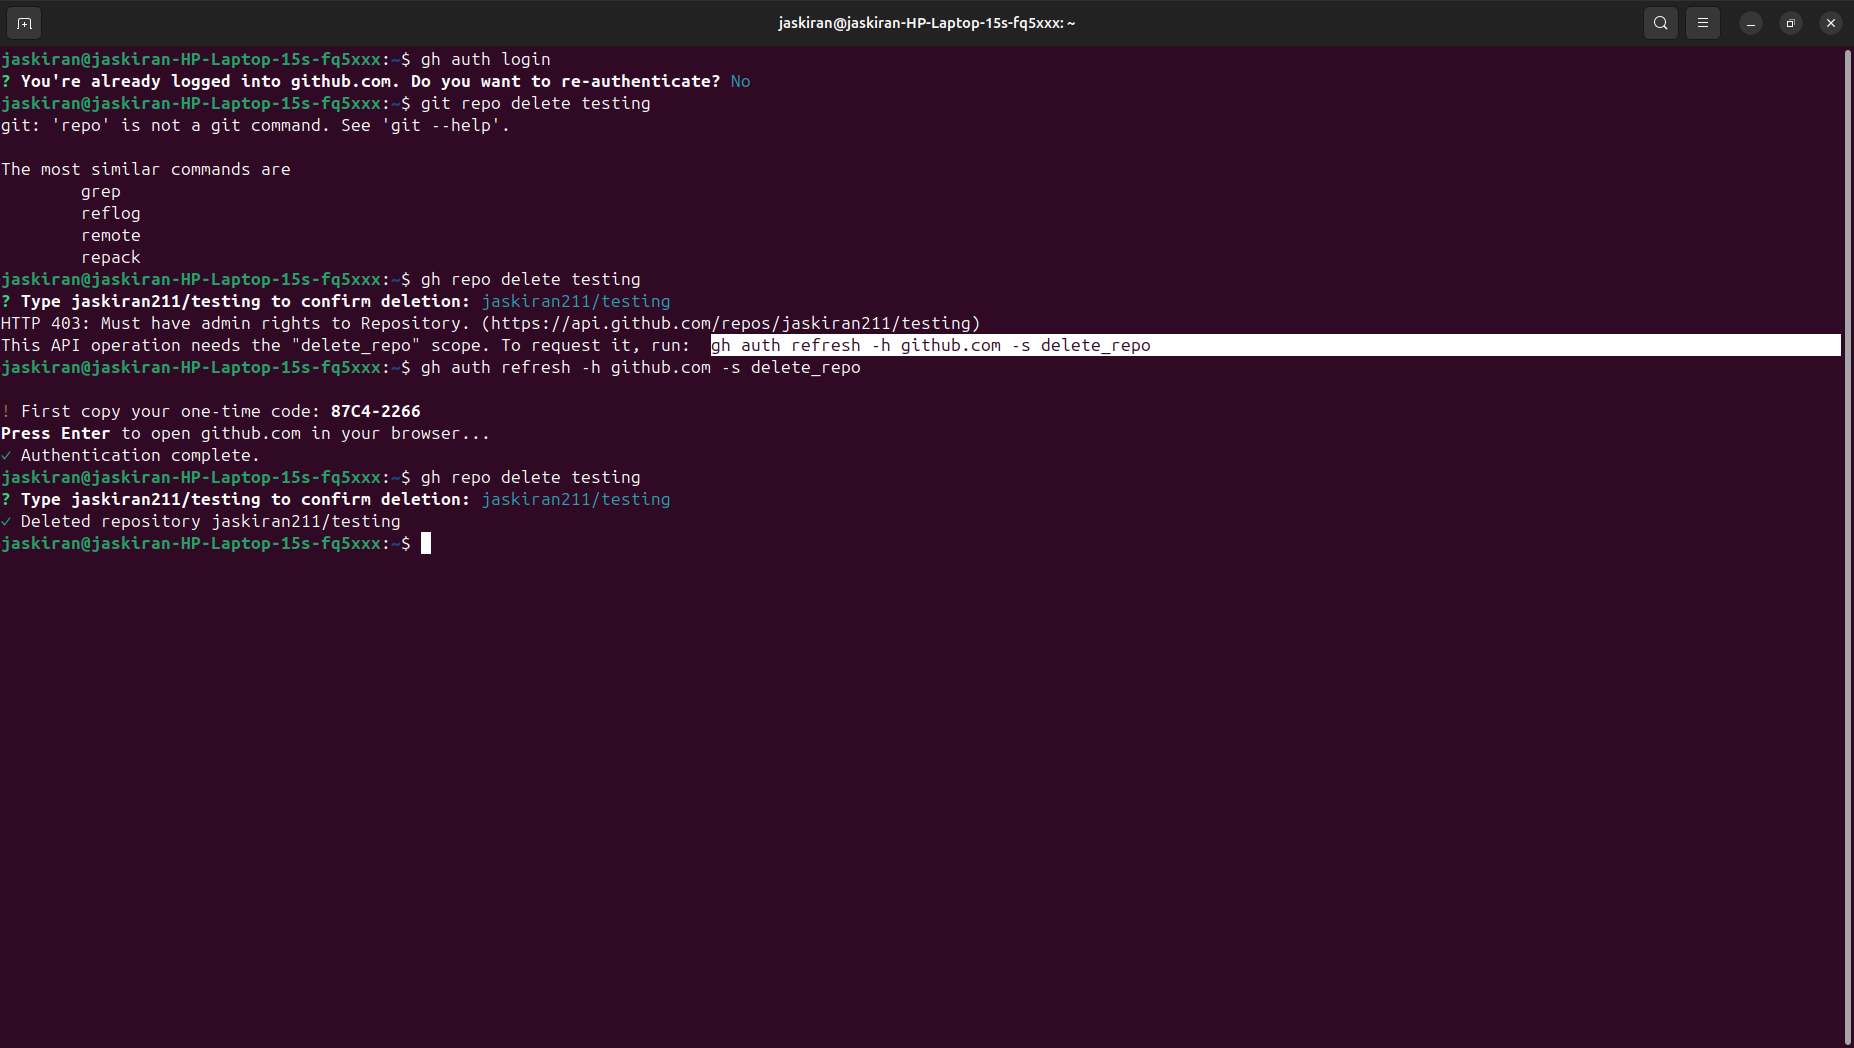 jaskiran@jaskiran-HP-Laptop-15s-fq5xxx: ~
jaskiran@jaskiran-HP-Laptop-15s-fq5xxx:~$ gh auth login
? You're already logged into github.com. Do you want to re-authenticate? No
jaskiran@jaskiran-HP-Laptop-15s-fq5xxx:~$ git repo delete testing
git: 'repo' is not a git command. See 'git --help'.
The most similar commands are
grep
reflog
remote
repack
jaskiran@jaskiran-HP-Laptop-15s-fq5xxx:~$ gh repo delete testing
? Type jaskiran211/testing to confirm deletion: jaskiran211/testing
HTTP 403: Must have admin rights to Repository. (https://api.github.com/repos/jaskiran211/testing)
This API operation needs the "delete_repo" scope. To request it, run:  gh auth refresh -h github.com -s delete_repo
jaskiran@jaskiran-HP-Laptop-15s-fq5xxx:~$ gh auth refresh -h github.com -s delete_repo
! First copy your one-time code: 87C4-2266
Press Enter to open github.com in your browser...
✓ Authentication complete.
jaskiran@jaskiran-HP-Laptop-15s-fq5xxx:~$ gh repo delete testing
? Type jaskiran211/testing to confirm deletion: jaskiran211/testing
✓ Deleted repository jaskiran211/testing
jaskiran@jaskiran-HP-Laptop-15s-fq5xxx:~$